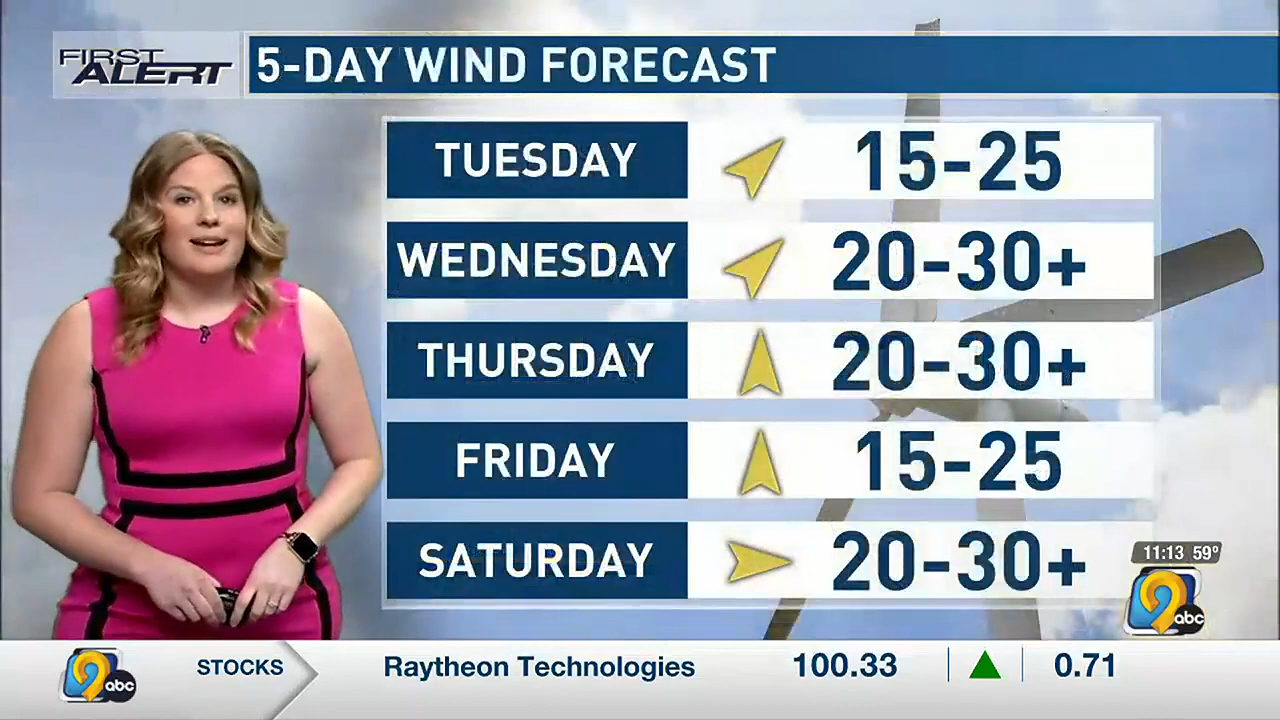 FIRST ALERT
5-DAY WIND FORECAST
TUESDAY 15-25
WEDNESDAY 20-30+
THURSDAY 20-30+
FRIDAY 15-25
SATURDAY 20-30+
11:13 59°
9 abc
9 abc STOCKS Raytheon Technologies 100.33 0.71